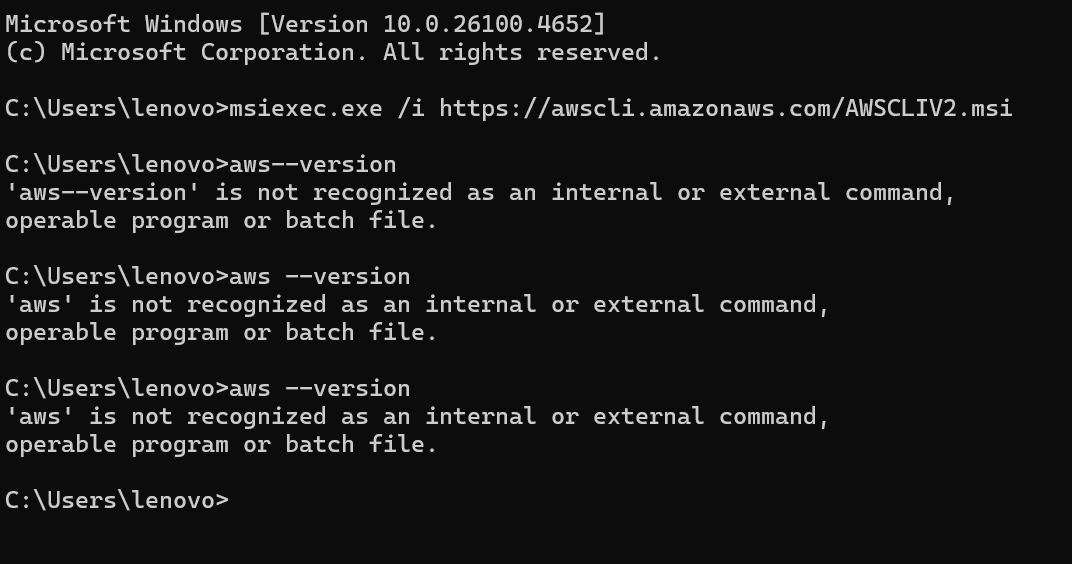 Microsoft Windows [Version 10.0.26100.4652]
(c) Microsoft Corporation. All rights reserved.
C:\Users\lenovo>msiexec.exe /i https://awscli.amazonaws.com/AWSCLIV2.msi
C:\Users\lenovo>aws--version
'aws--version' is not recognized as an internal or external command,
operable program or batch file.
C:\Users\lenovo>aws --version
'aws' is not recognized as an internal or external command,
operable program or batch file.
C:\Users\lenovo>aws --version
'aws' is not recognized as an internal or external command,
operable program or batch file.
C:\Users\lenovo>